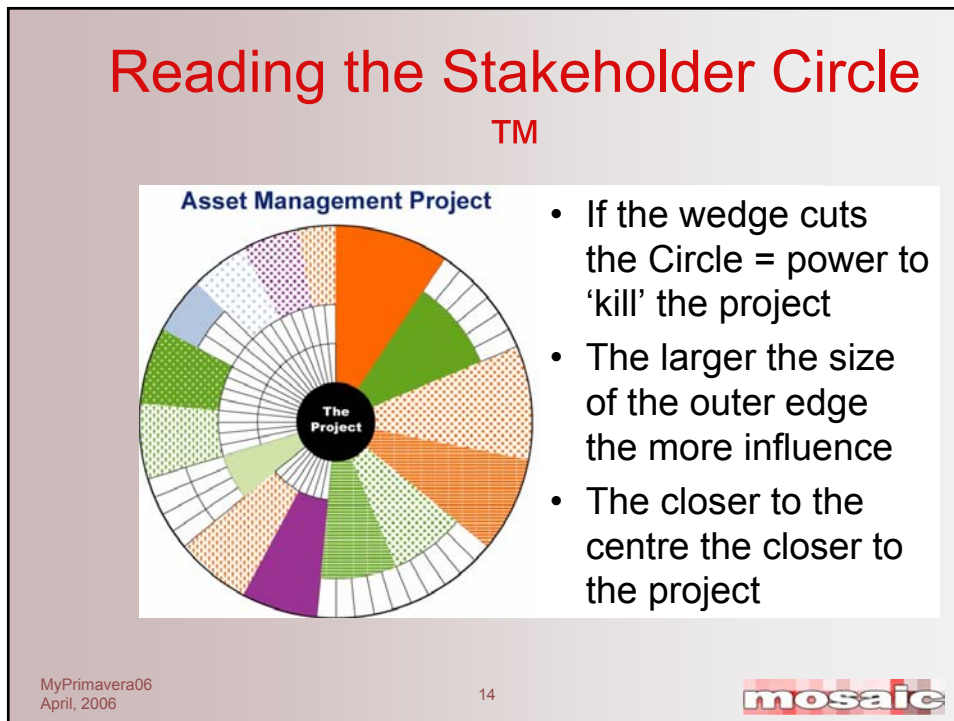 Reading the Stakeholder Circle
TM
Asset Management Project
The
Project
• If the wedge cuts
the Circle = power to
‘kill’ the project
• The larger the size
of the outer edge
the more influence
• The closer to the
centre the closer to
the project
MyPrimavera06
April, 2006
14
mosaic